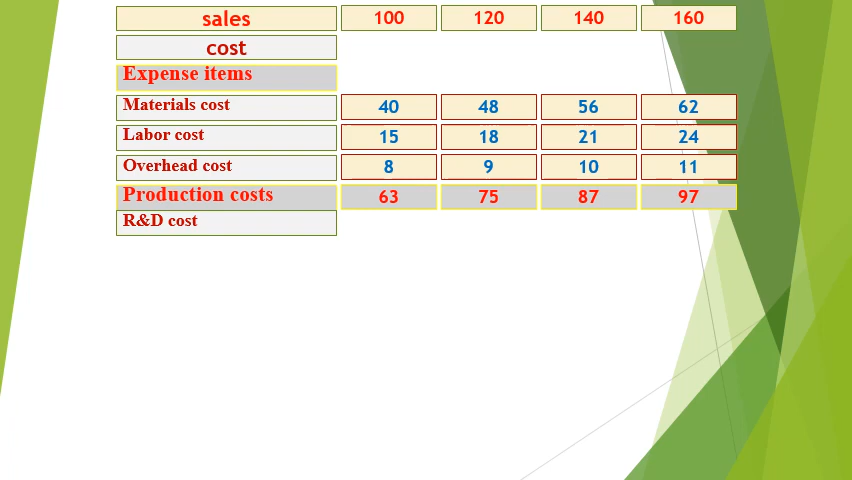 sales 100 120 140 160
cost
Expense items
Materials cost 40 48 56 62
Labor cost 15 18 21 24
Overhead cost 8 9 10 11
Production costs 63 75 87 97
R&D cost